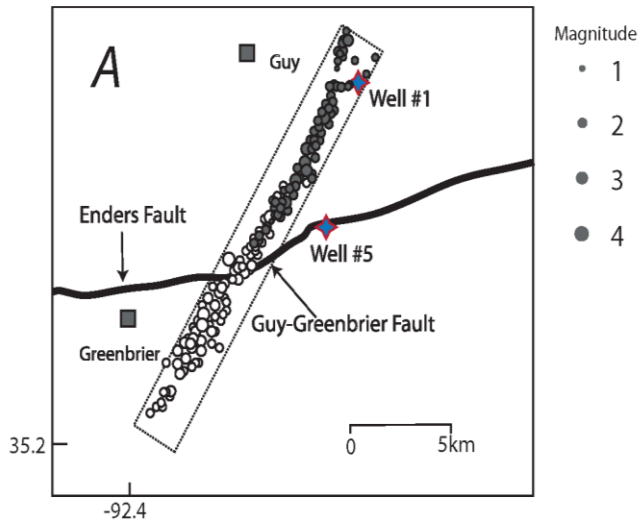 A
Guy
Well #1
Enders Fault
Well #5
Guy-Greenbrier Fault
Greenbrier
0
5km
35.2
-92.4
Magnitude
1
2
3
4